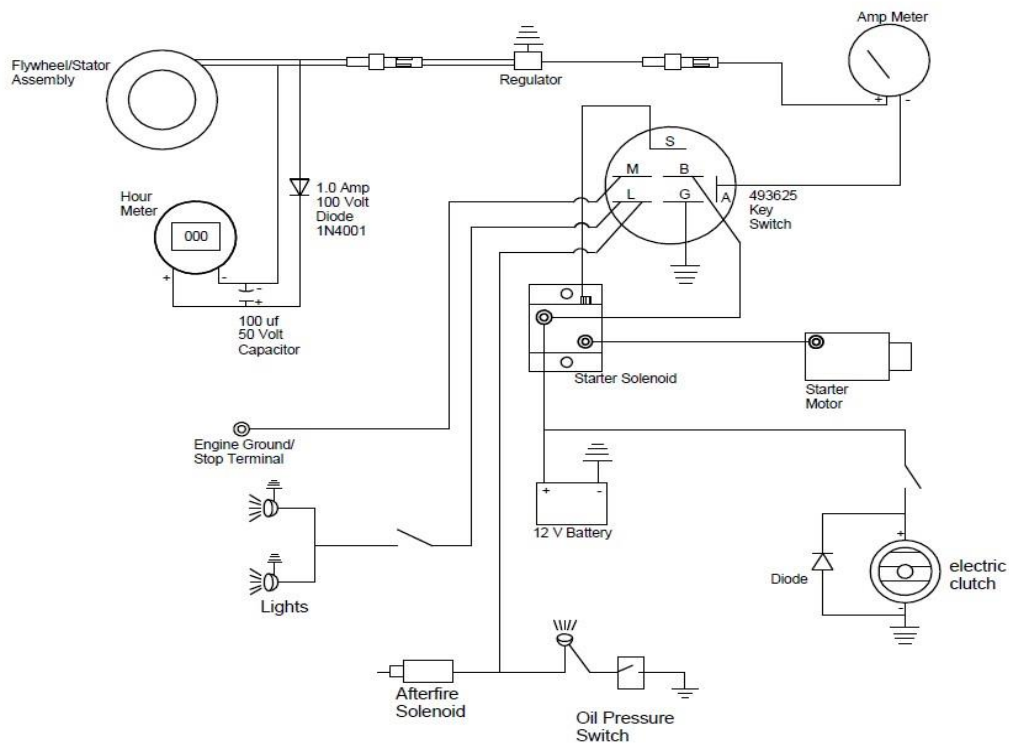 Amp Meter
Flywheel/Stator
Assembly
Regulator
+ -
S
M B
L G A
493625
Key
Switch
1.0 Amp
100 Volt
Diode
1N4001
Hour
Meter
000
+ -
-
+
100 uf
50 Volt
Capacitor
Starter Solenoid
Starter
Motor
Engine Ground/
Stop Terminal
+ -
12 V Battery
Lights
Diode
+
-
electric
clutch
Afterfire
Solenoid
Oil Pressure
Switch